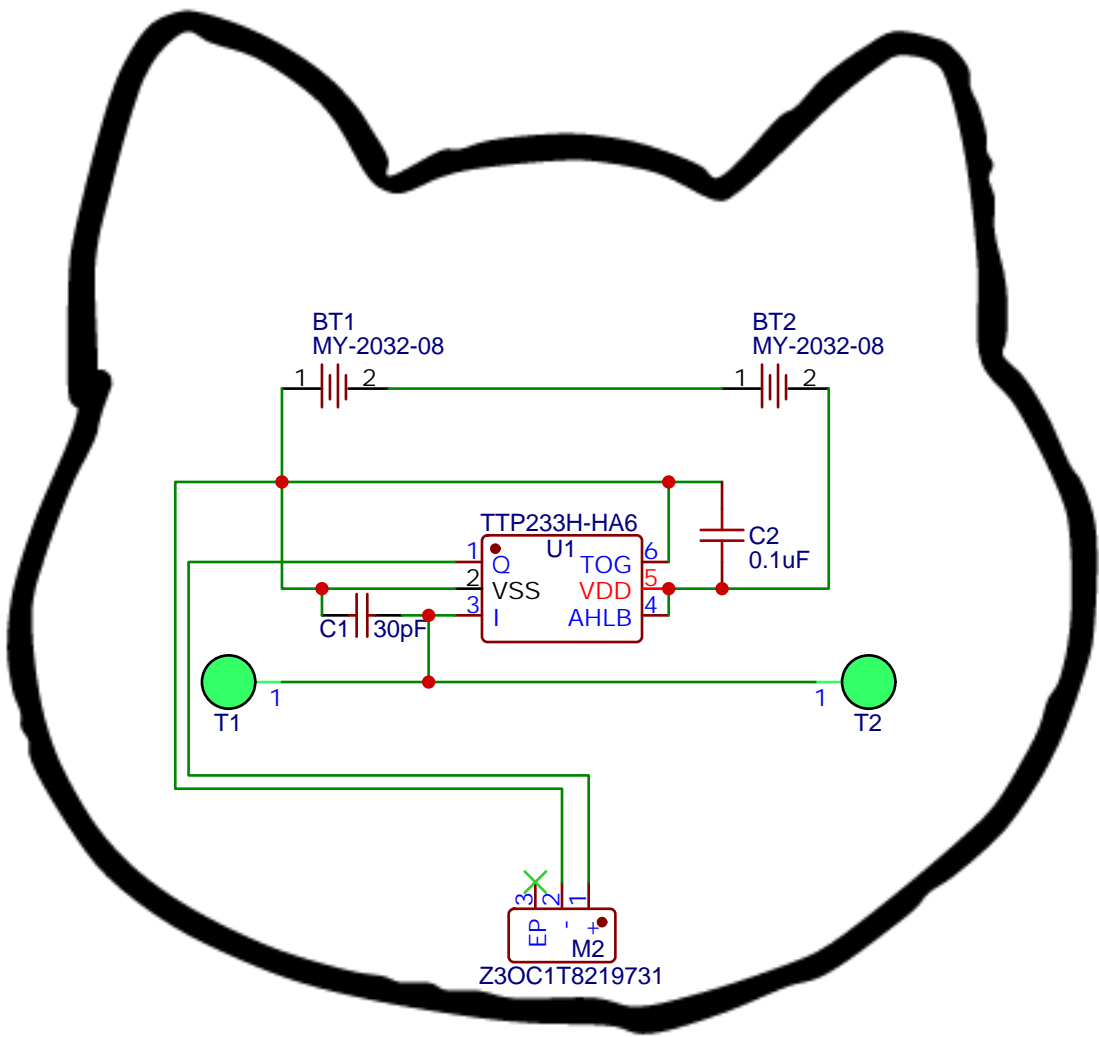 BT1
MY-2032-08
1 2
BT2
MY-2032-08
1 2
TTP233H-HA6
U1
1 Q
2 VSS
3 I
TOG 6
VDD 5
AHLB 4
C2
0.1uF
C1 30pF
1
T1
1
T2
3 2 1
EP - +
M2
Z3OC1T8219731